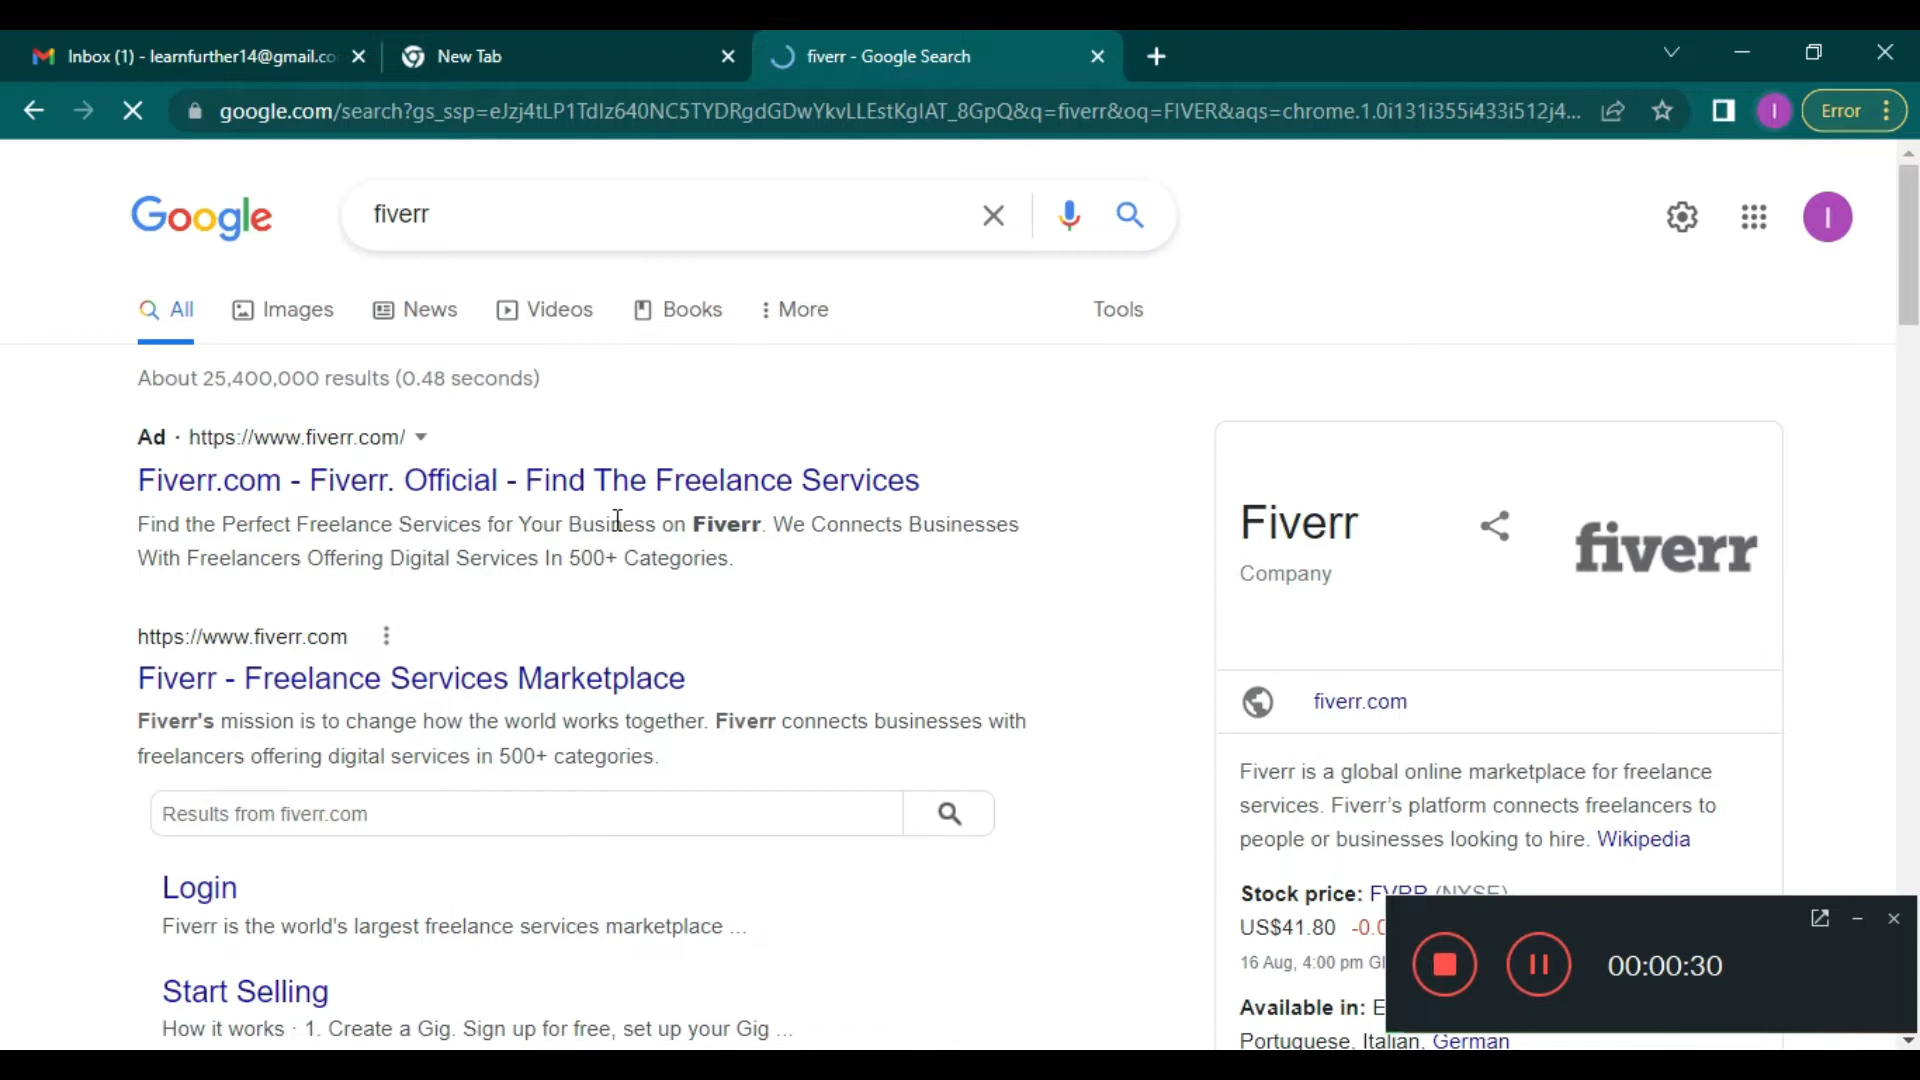 Inbox (1) - learnfurther14@gmail.co
New Tab
fiverr - Google Search
google.com/search?gs_ssp=eJzj4tLP1TdIz640NC5TYDRgdGDwYkvLLEstKgIAT_8GpQ&q=fiverr&oq=FIVER&aqs=chrome.1.0i131i355i433i512j4...
I
Error
Google
fiverr
I
All
Images
News
Videos
Books
More
Tools
About 25,400,000 results (0.48 seconds)
Ad · https://www.fiverr.com/
Fiverr.com - Fiverr. Official - Find The Freelance Services
Find the Perfect Freelance Services for Your Business on Fiverr. We Connects Businesses
With Freelancers Offering Digital Services In 500+ Categories.
https://www.fiverr.com
Fiverr - Freelance Services Marketplace
Fiverr's mission is to change how the world works together. Fiverr connects businesses with
freelancers offering digital services in 500+ categories.
Results from fiverr.com
Login
Fiverr is the world's largest freelance services marketplace ...
Start Selling
How it works · 1. Create a Gig. Sign up for free, set up your Gig ...
Fiverr
Company
fiverr
fiverr.com
Fiverr is a global online marketplace for freelance
services. Fiverr's platform connects freelancers to
people or businesses looking to hire. Wikipedia
Stock price: FVRR (NYSE)
US$41.80 -0.0
16 Aug, 4:00 pm
Available in:
Portuguese, Italian, German
00:00:30